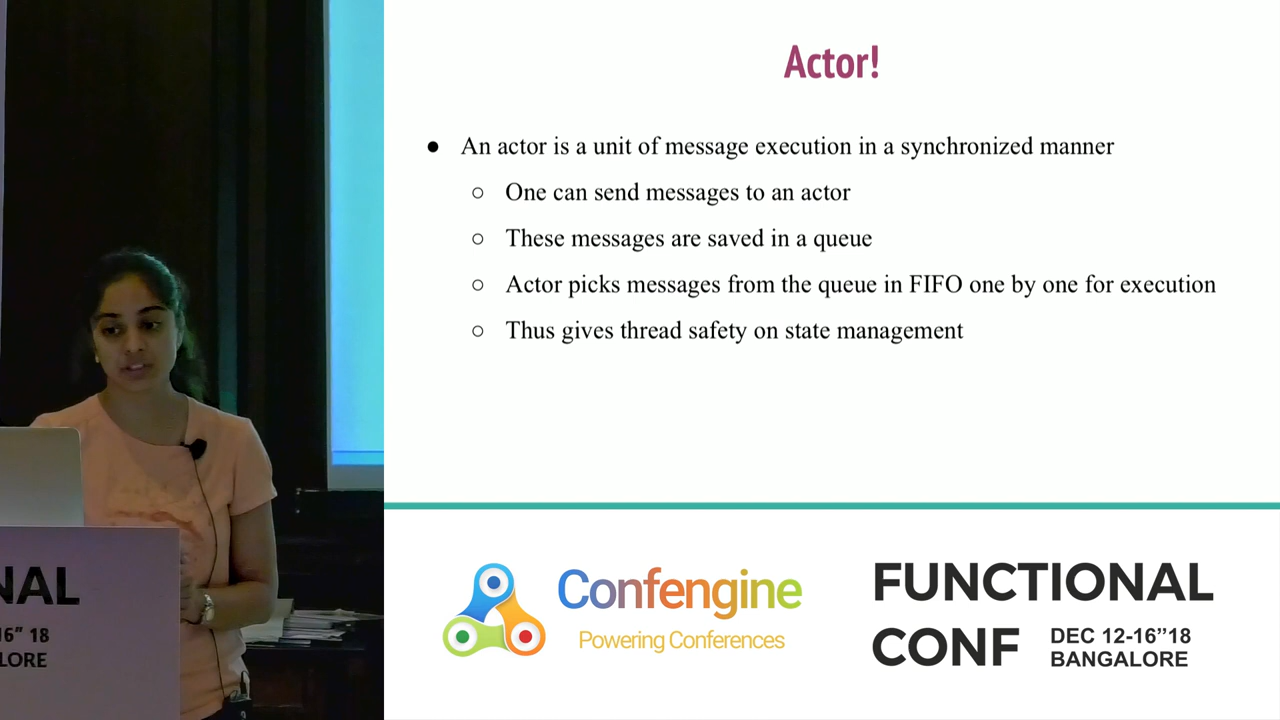 Actor!
● An actor is a unit of message execution in a synchronized manner
○ One can send messages to an actor
○ These messages are saved in a queue
○ Actor picks messages from the queue in FIFO one by one for execution
○ Thus gives thread safety on state management
Confengine
Powering Conferences
FUNCTIONAL
CONF DEC 12-16”18
BANGALORE
NAL
16” 18
LORE